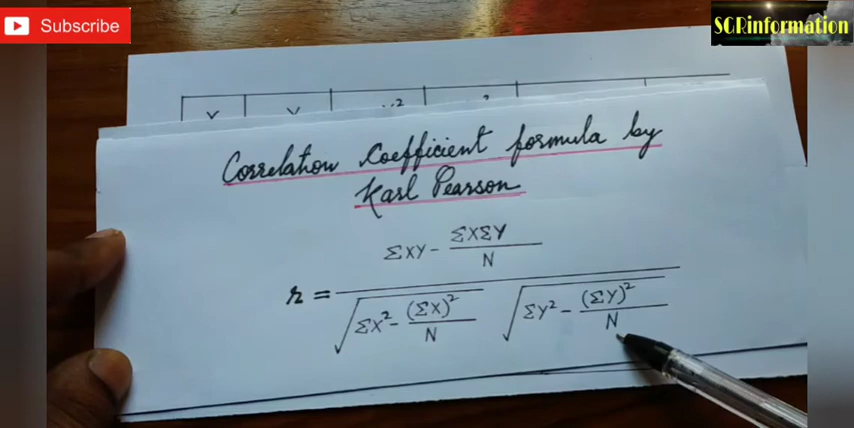 Subscribe
SGRinformation
Correlation Coefficient formula by
Karl Pearson
ΣXY - ΣXΣY / N
r =
√ΣX² - (ΣX)² / N √ΣY² - (ΣY)² / N